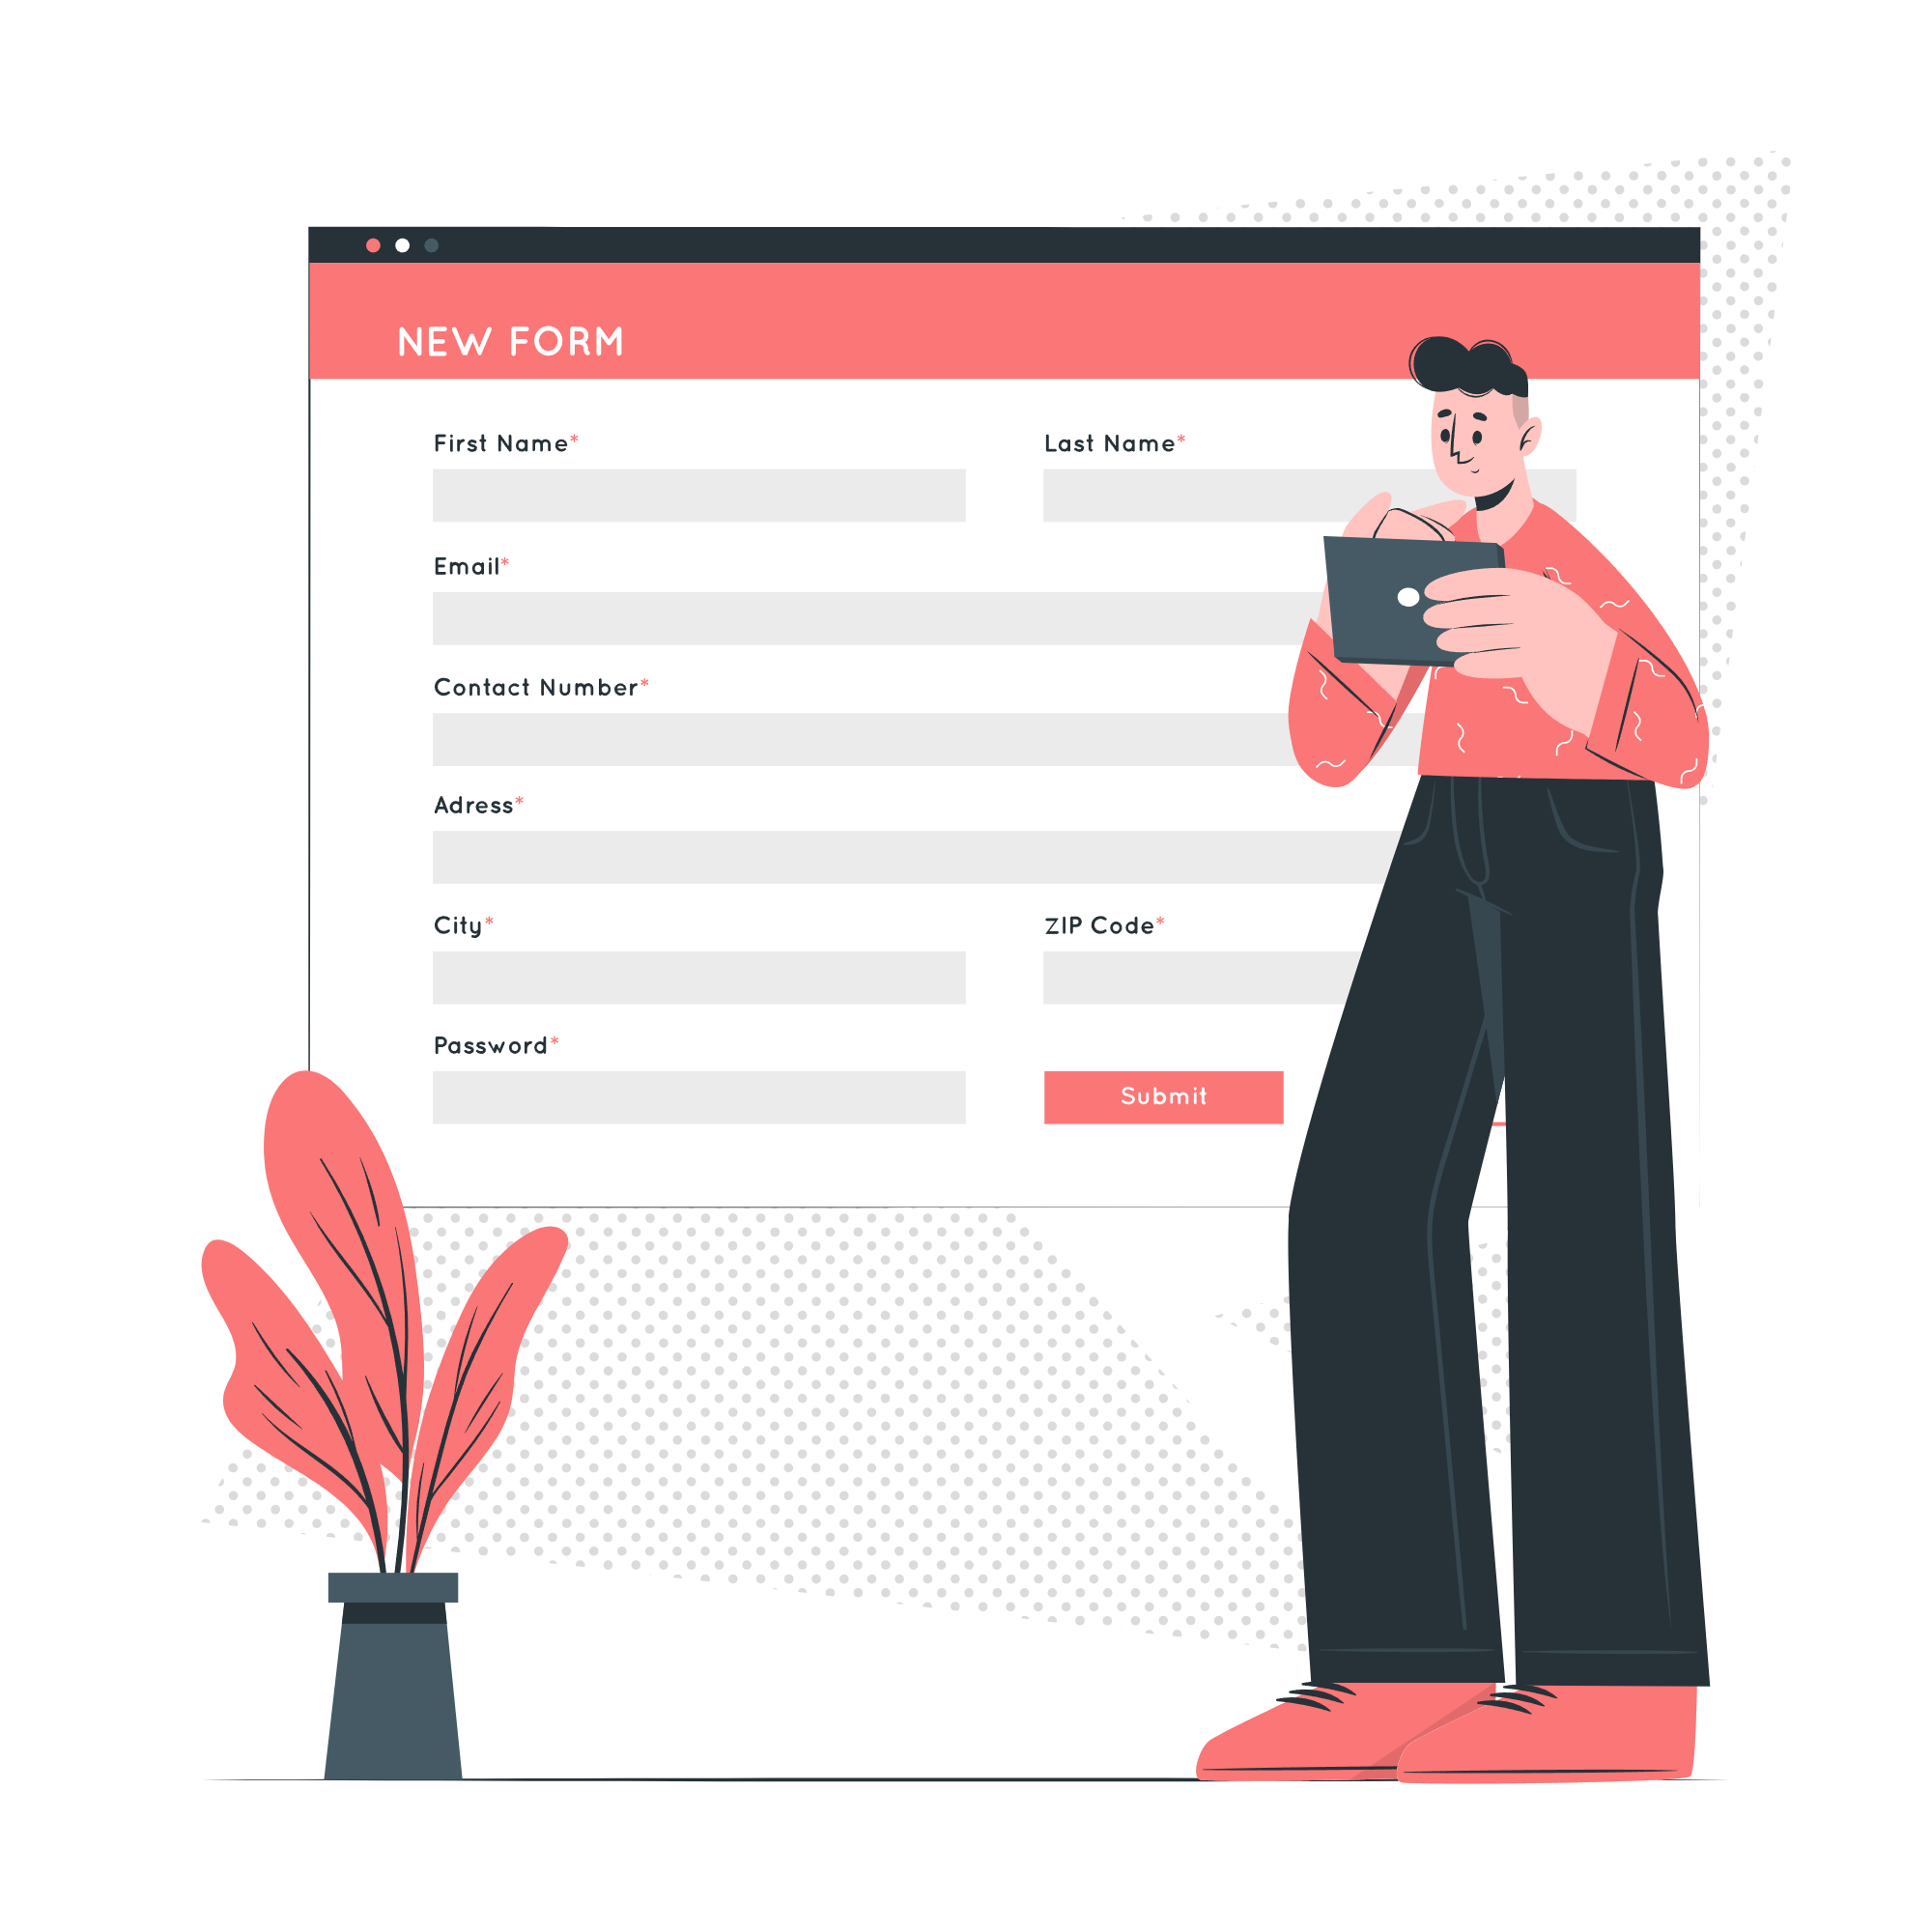 NEW FORM
First Name* Last Name*
Email*
Contact Number*
Adress*
City* ZIP Code*
Password*
Submit